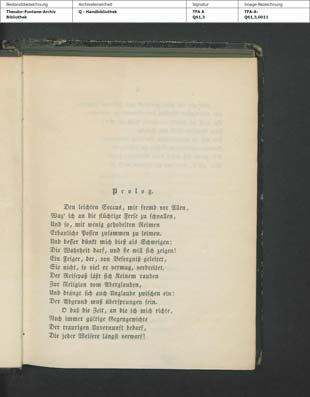 Bestandsbezeichnung Archiveinheit Signatur Image-Bezeichnung
Theodor-Fontane-Archiv Q - Handbibliothek TFA A TFA-A-
Bibliothek Q61,3 Q61,3,0011
Prolog.
Den leichten Soccus, mir fremd vor Allen,
Wag' ich an die flüchtige Ferse zu schnallen,
Und so, mit wenig gehobelten Reimen
Erbauliche Possen zusammen zu leimen.
Und besser dünkt mich dieß als Schweigen:
Die Wahrheit darf, und sie will sich zeigen!
Ein Feiger, der, von Besorgniß geleitet,
Sie nicht, so viel er vermag, verbreitet.
Der Reisepaß läßt sich Keinem rauben
Zur Religion vom Aberglauben,
Und drängt sich auch Unglaube zwischen ein:
Der Abgrund muß übersprungen sein.
O daß die Zeit, an die ich mich richte,
Noch immer gültige Gegengewichte
Der traurigen Unvernunft bedarf,
Die jeder Weisere längst verwarf!